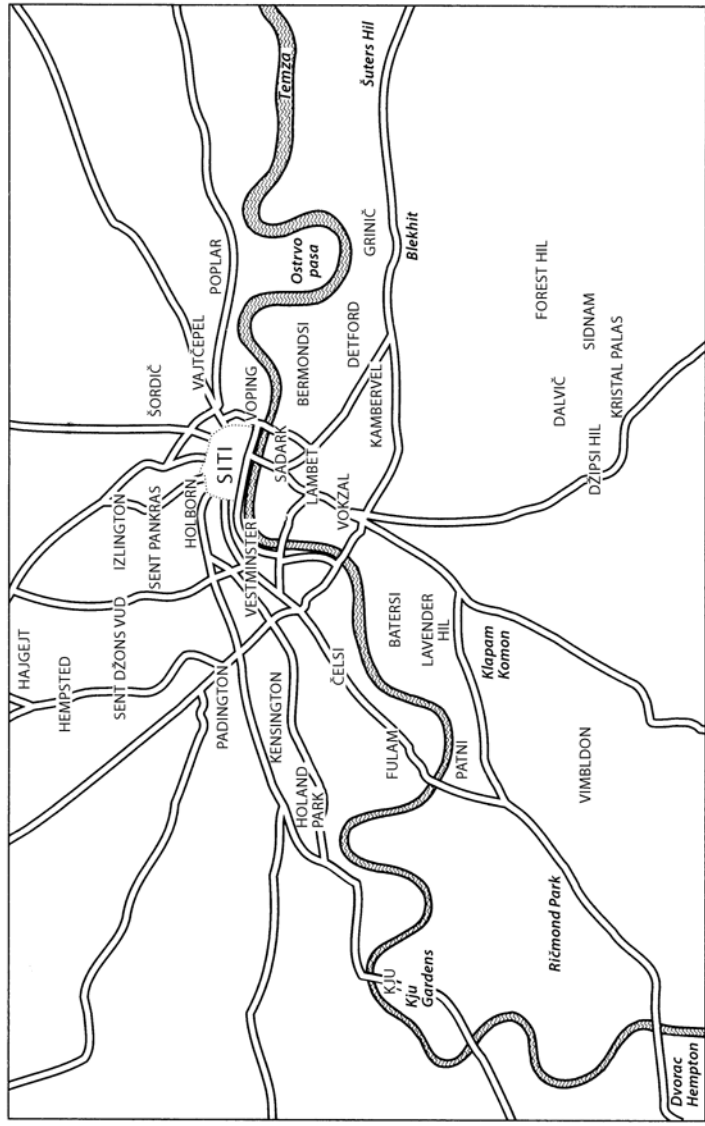 HAJGEJT
HEMPSTED
SENT DŽONS VUD
IZLINGTON
SENT PANKRAS
ŠORDIČ
HOLBORN
VAJTČEPEL
POPLAR
PADINGTON
SITI
VOPING
VESTMINSTER
KENSINGTON
SADARK
Temza
HOLAND
PARK
Ostrvo
pasa
BERMONDSI
LAMBET
ČELSI
VOKZAL
DETFORD
GRINIČ
Šuters Hil
KAMBERVEL
KJU
Kju
Gardens
FULAM
BATERSI
Blekhit
LAVENDER
HIL
PATNI
Klapam
Komon
FOREST HIL
Ričmond Park
DALVIČ
VIMBLDON
SIDNAM
DŽIPSI HIL
KRISTAL PALAS
Dvorac
Hempton